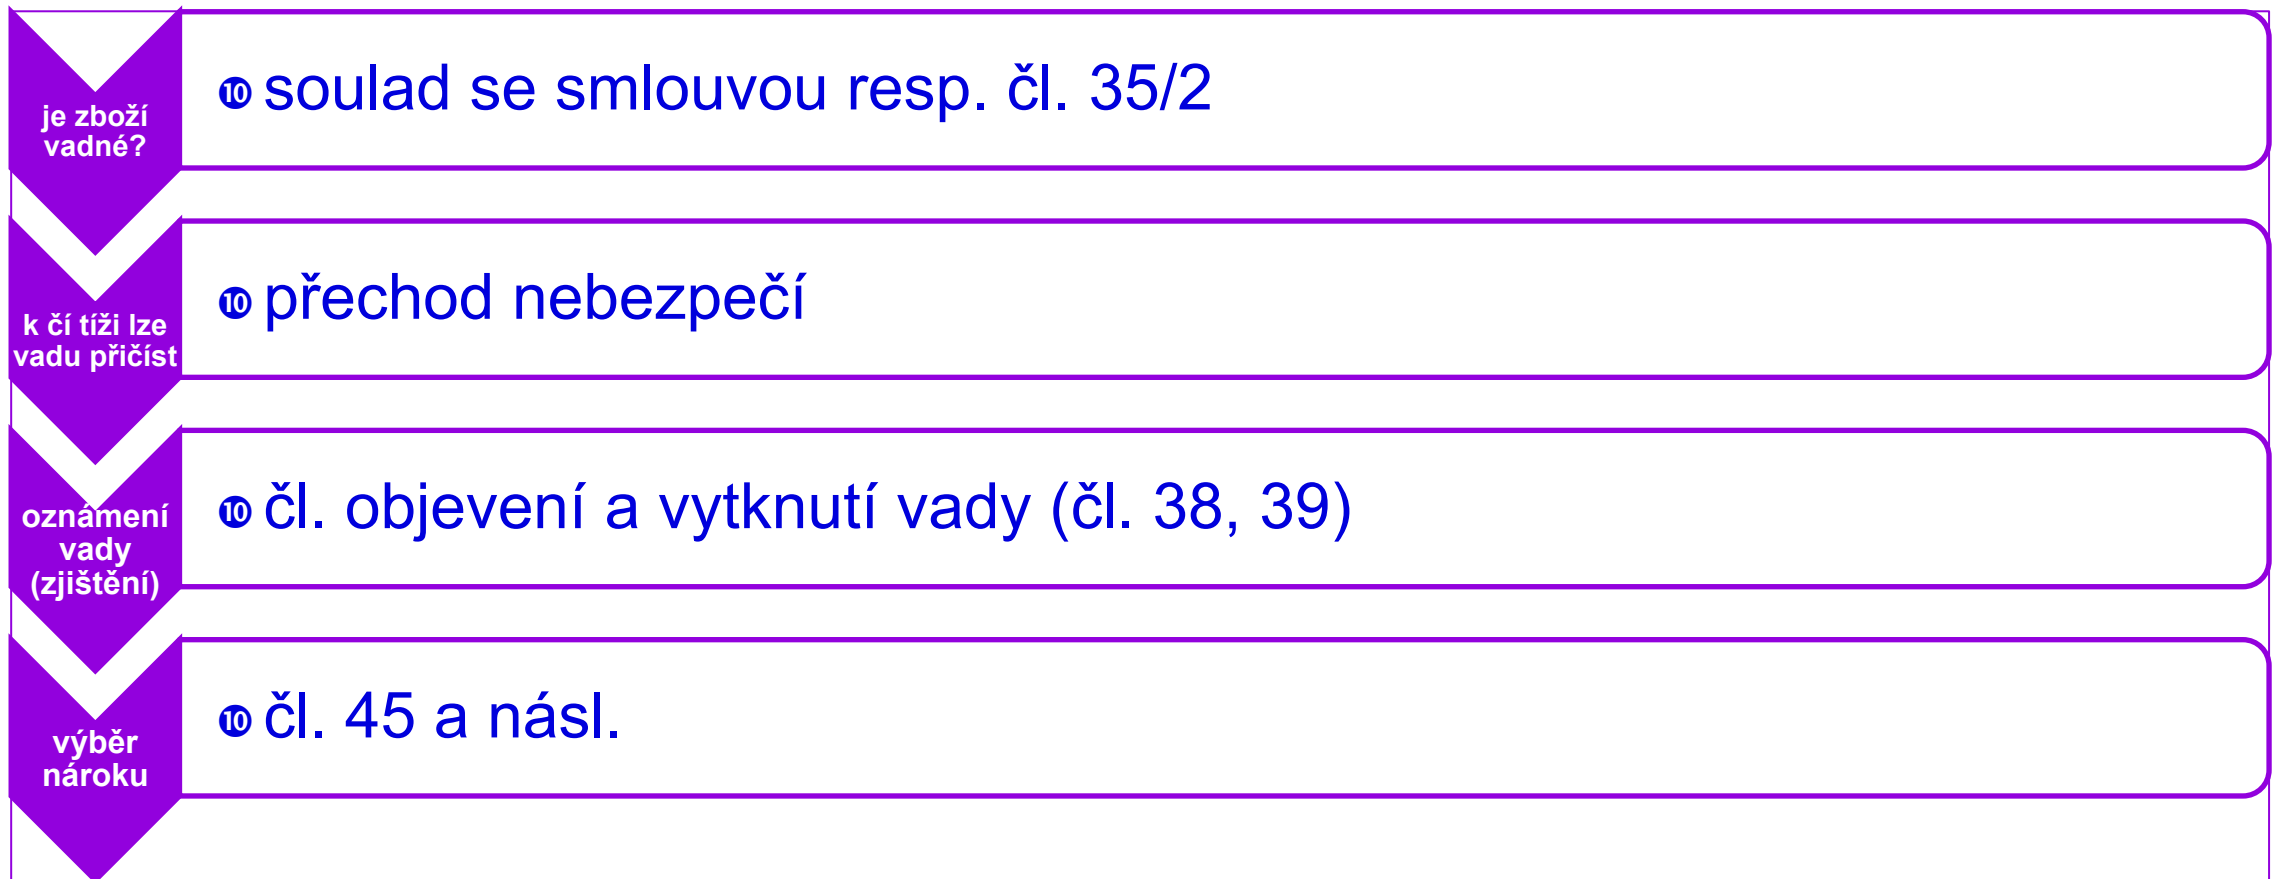 je zboží
vadné?
❿ soulad se smlouvou resp. čl. 35/2
k čí tíži lze
vadu přičíst
❿ přechod nebezpečí
oznámení
vady
(zjištění)
❿ čl. objevení a vytknutí vady (čl. 38, 39)
výběr
nároku
❿ čl. 45 a násl.